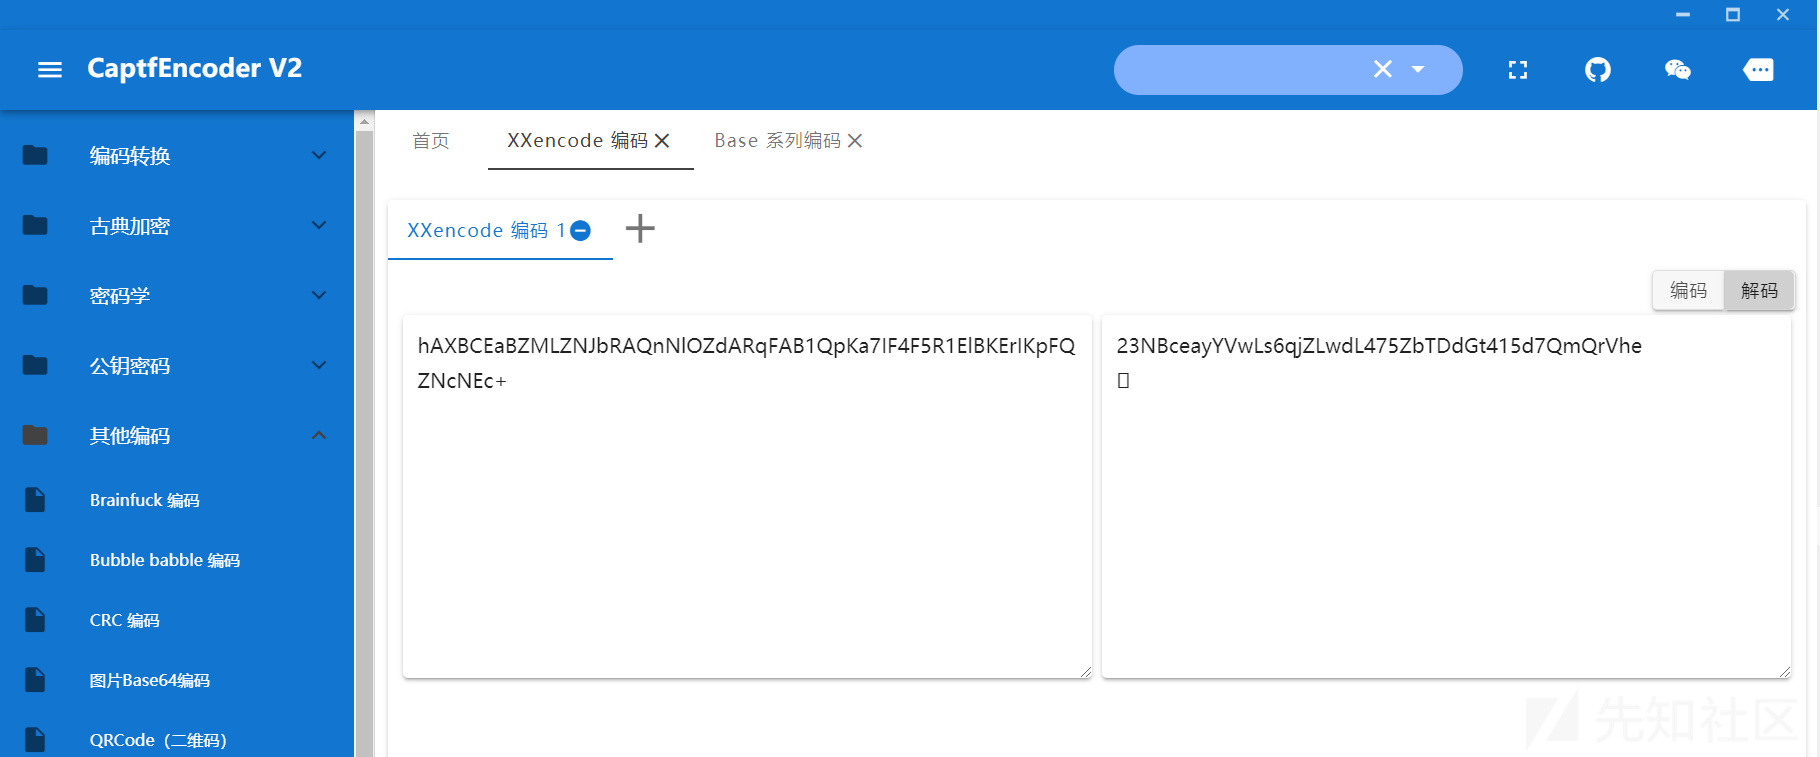 CaptfEncoder V2
首页
XXencode 编码
Base 系列编码
编码转换
古典加密
密码学
公钥密码
其他编码
Brainfuck 编码
Bubble babble 编码
CRC 编码
图片Base64编码
QRCode（二维码）
XXencode 编码 1
编码
解码
hAXBCEaBZMLZNJbRAQnNlOZdARqFAB1QpKa7IF4F5R1ElBKErIKpFQ
ZNcNEc+
23NBceayYVwLs6qjZLwdL475ZbTDdGt415d7QmQrVhe
先知社区